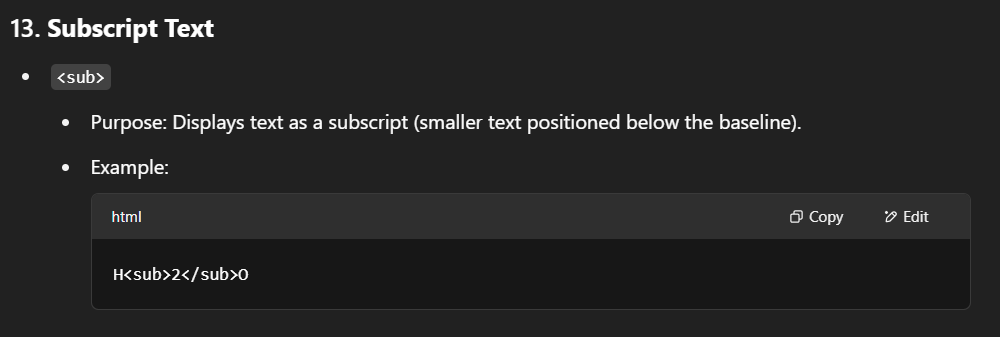 13. Subscript Text
<sub>
Purpose: Displays text as a subscript (smaller text positioned below the baseline).
Example:
html Copy Edit
H<sub>2</sub>O